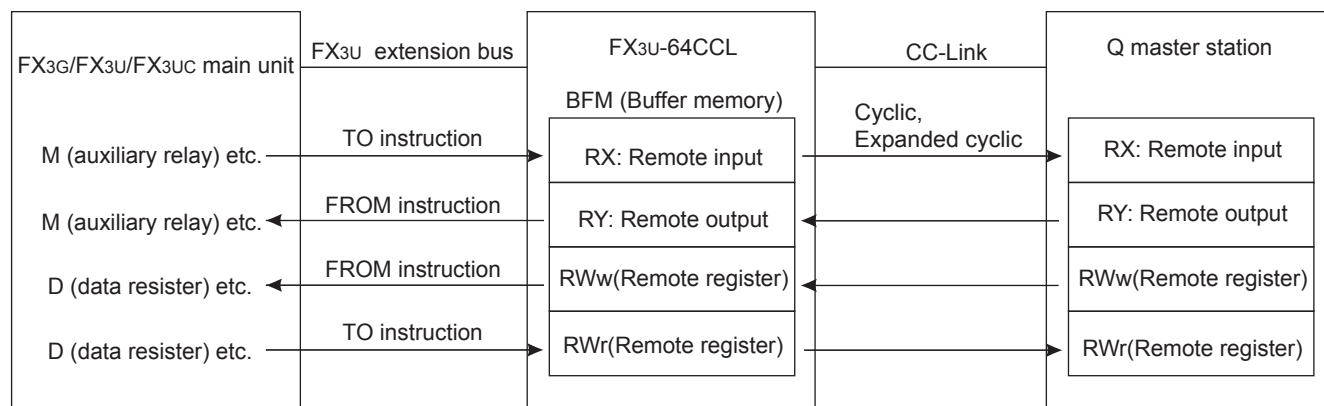 FX3G/FX3U/FX3UC main unit
FX3U extension bus
FX3U-64CCL
CC-Link
Q master station
BFM (Buffer memory)
Cyclic,
Expanded cyclic
M (auxiliary relay) etc.
TO instruction
RX: Remote input
RX: Remote input
M (auxiliary relay) etc.
FROM instruction
RY: Remote output
RY: Remote output
D (data resister) etc.
FROM instruction
RWw(Remote register)
RWw(Remote register)
D (data resister) etc.
TO instruction
RWr(Remote register)
RWr(Remote register)